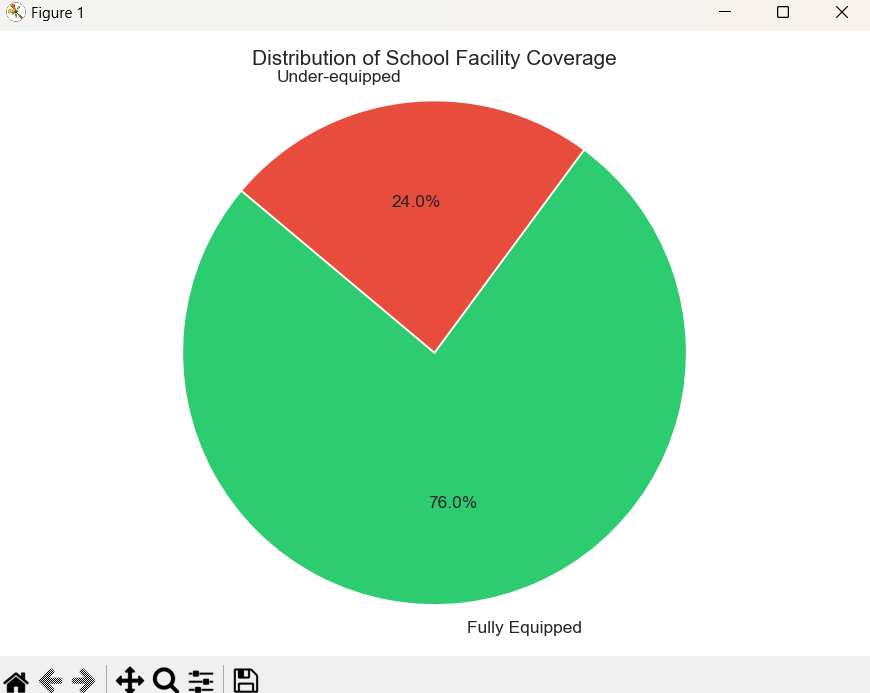 Figure 1
Distribution of School Facility Coverage
Under-equipped
24.0%
76.0%
Fully Equipped